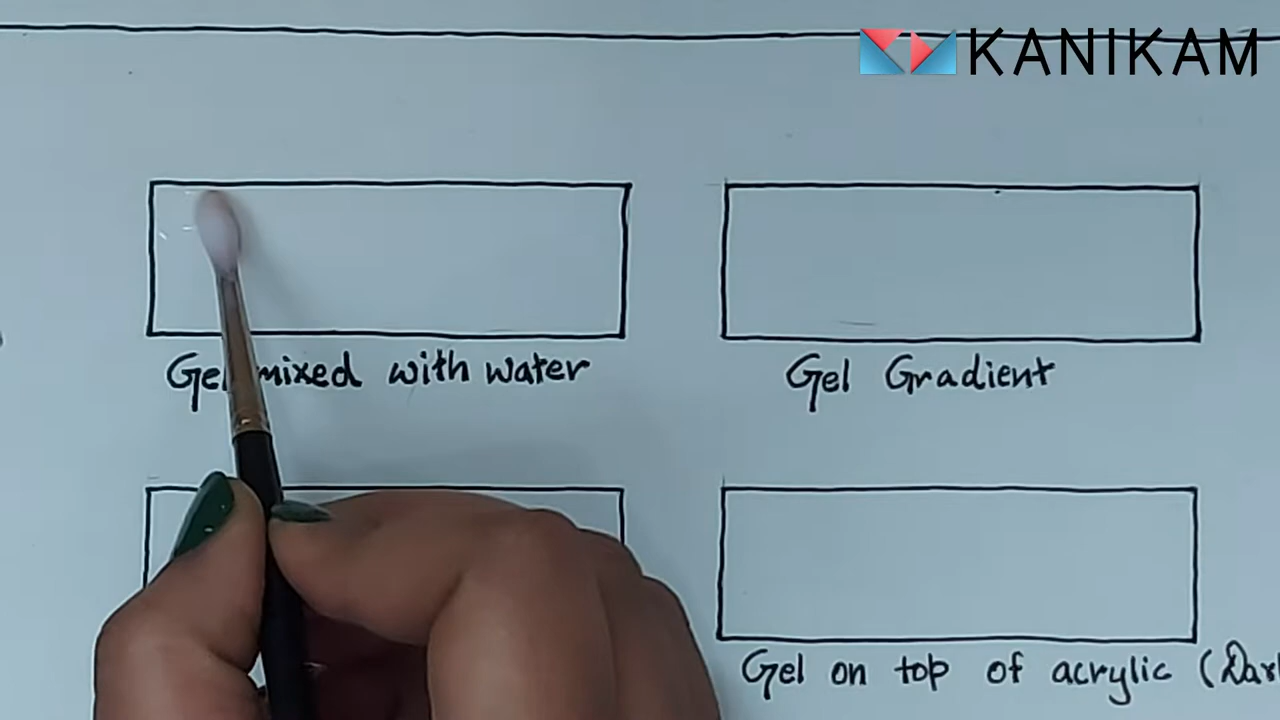 KANIKAM
Gel mixed with water
Gel Gradient
Gel on top of acrylic